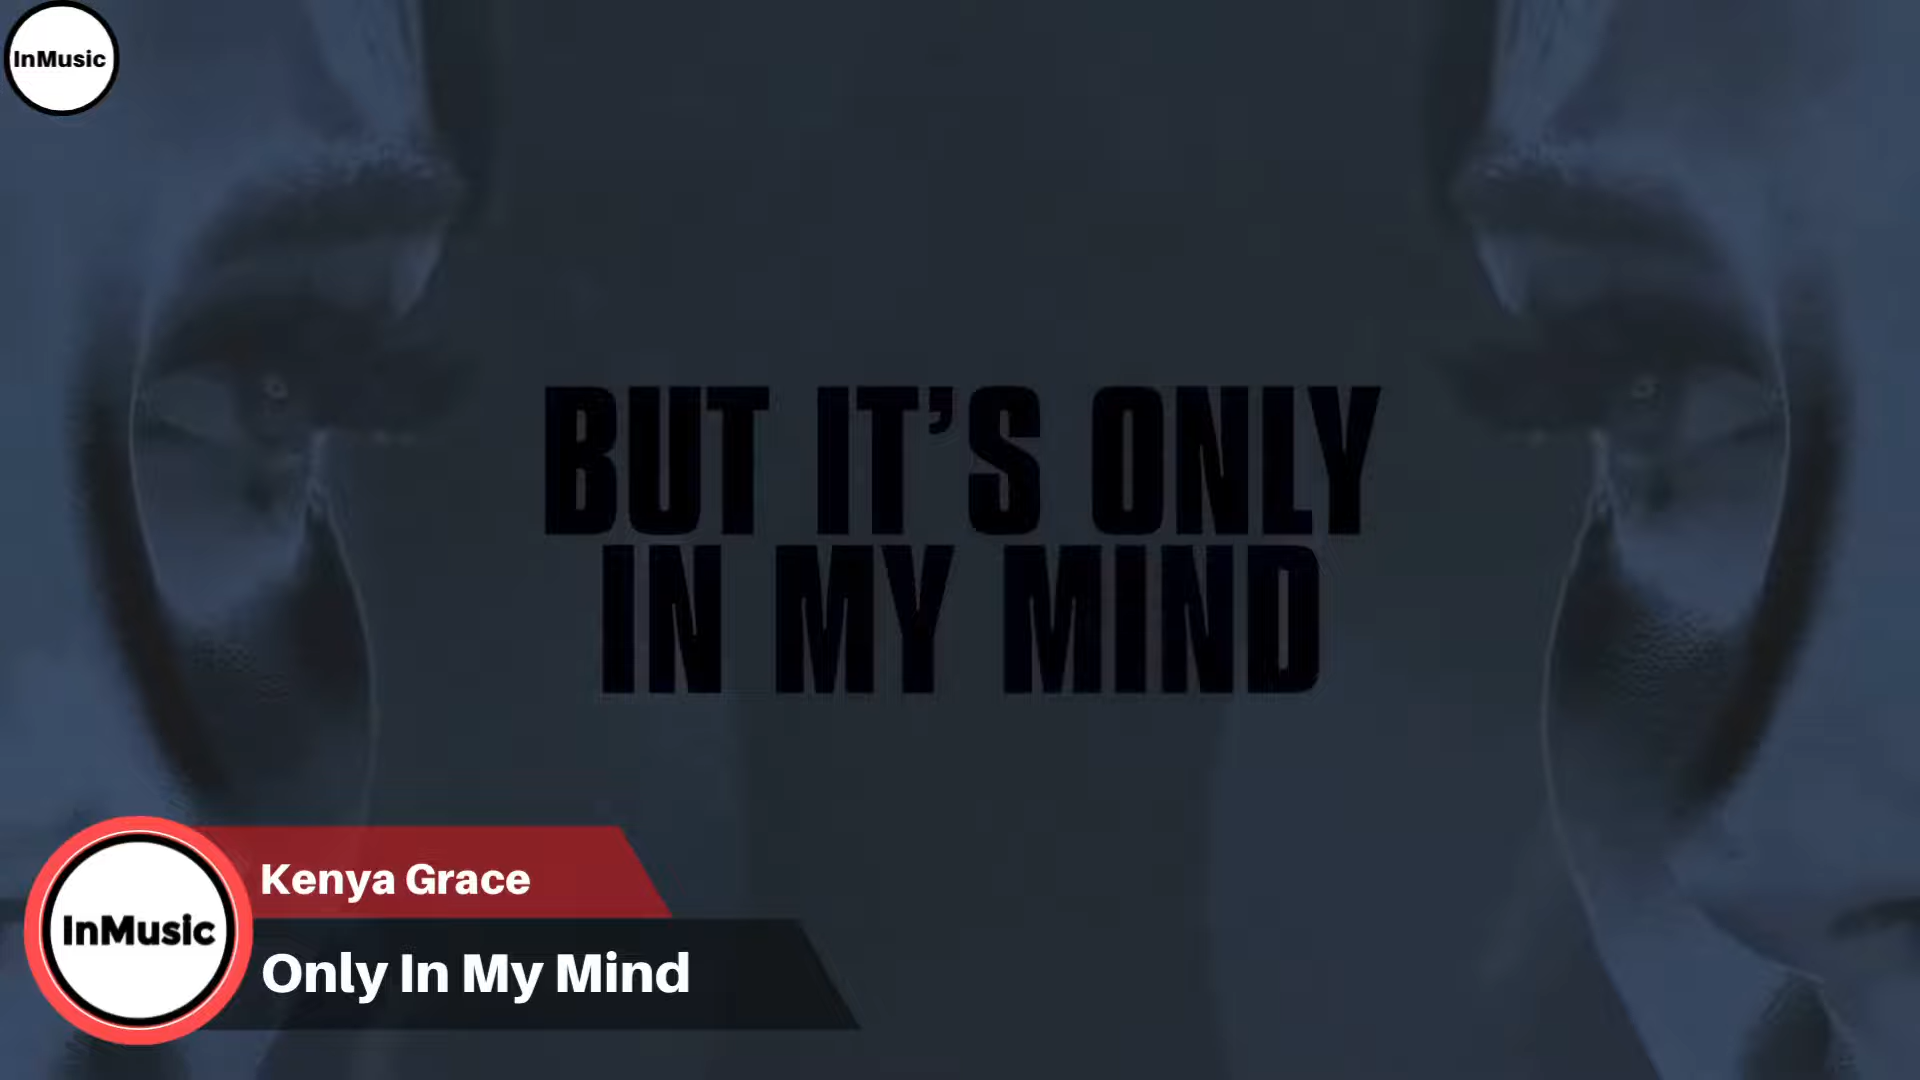 InMusic
BUT IT'S ONLY
IN MY MIND
Kenya Grace
InMusic
Only In My Mind